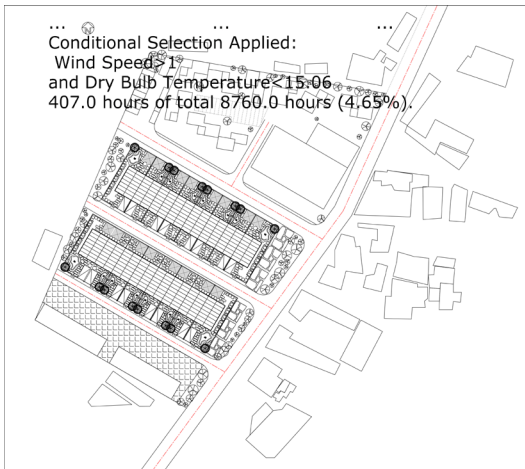 ... ... ...
Conditional Selection Applied:
Wind Speed>1
and Dry Bulb Temperature<15.06
407.0 hours of total 8760.0 hours (4.65%).